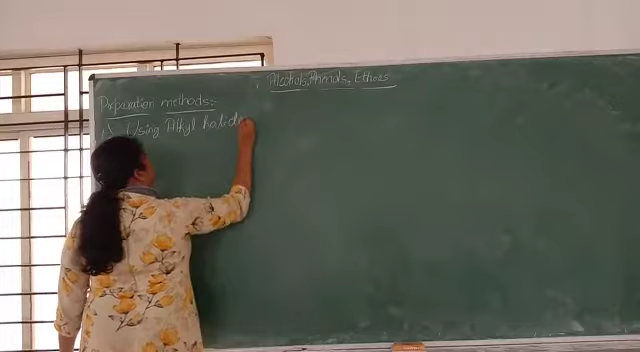 Alcohols, Phenols, Ethers
Preparation methods:-
1) Using Alkyl halide